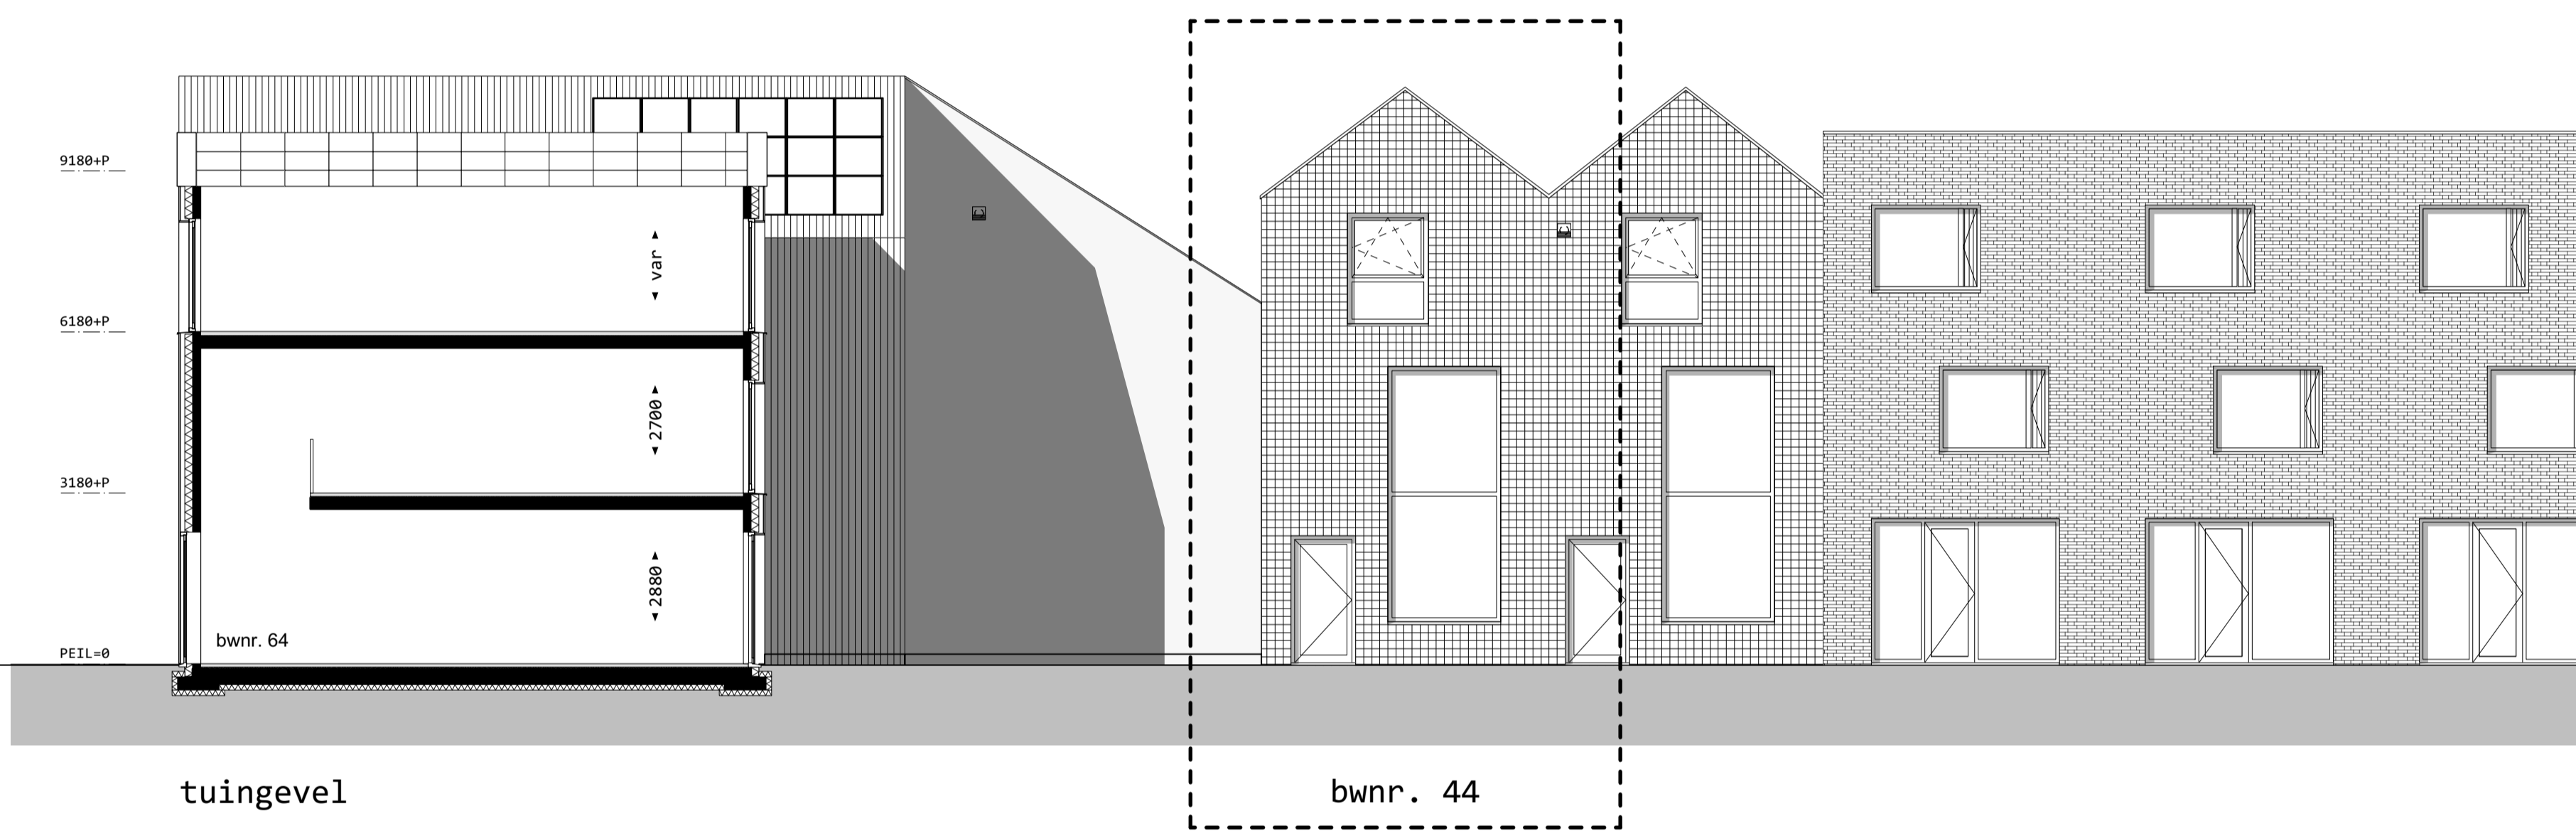 9180+P
◄ var ►
6180+P
◄ 2700 ►
3180+P
◄ 2880 ►
bwnr. 64
PEIL=0
tuingevel
bwnr. 44